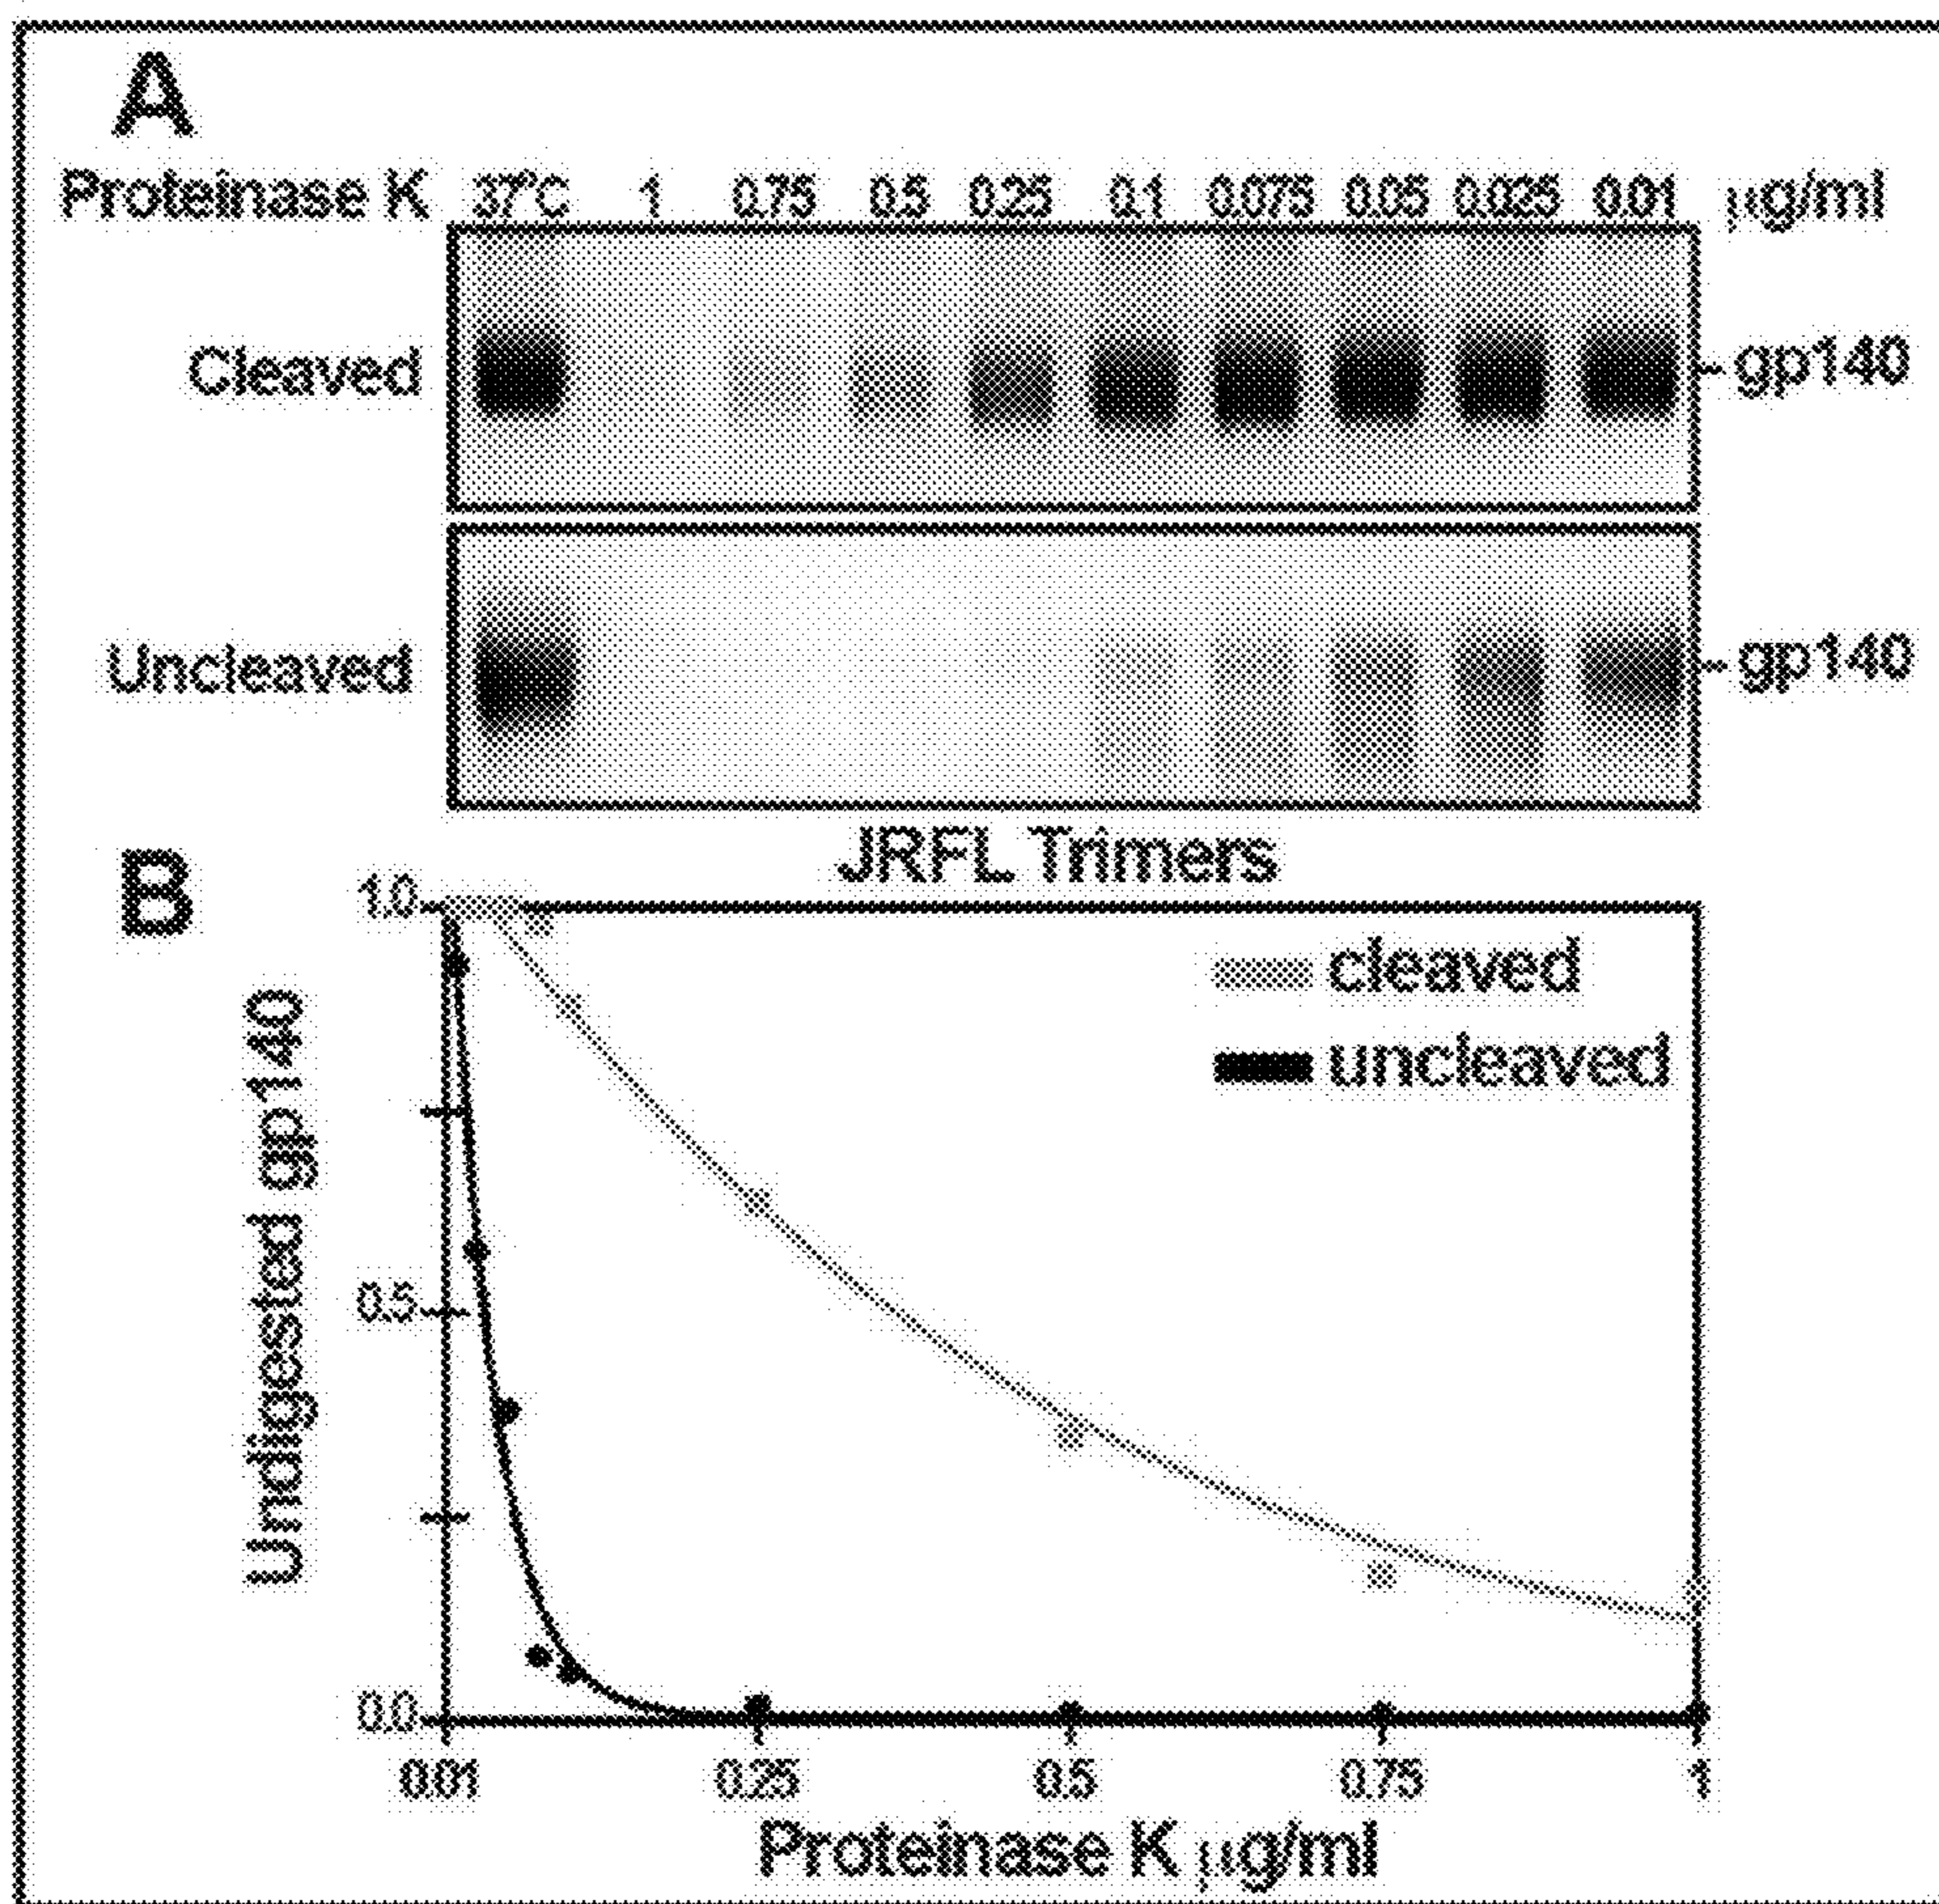 A
Proteinase K 37°C 1 0.75 0.5 0.25 0.1 0.075 0.05 0.025 0.01 μg/ml
Cleaved
gp140
Uncleaved
gp140
JRFL Trimers
B
1.0
cleaved
uncleaved
Undigested gp140
0.5
0.0
0.01 0.25 0.5 0.75 1
Proteinase K μg/ml